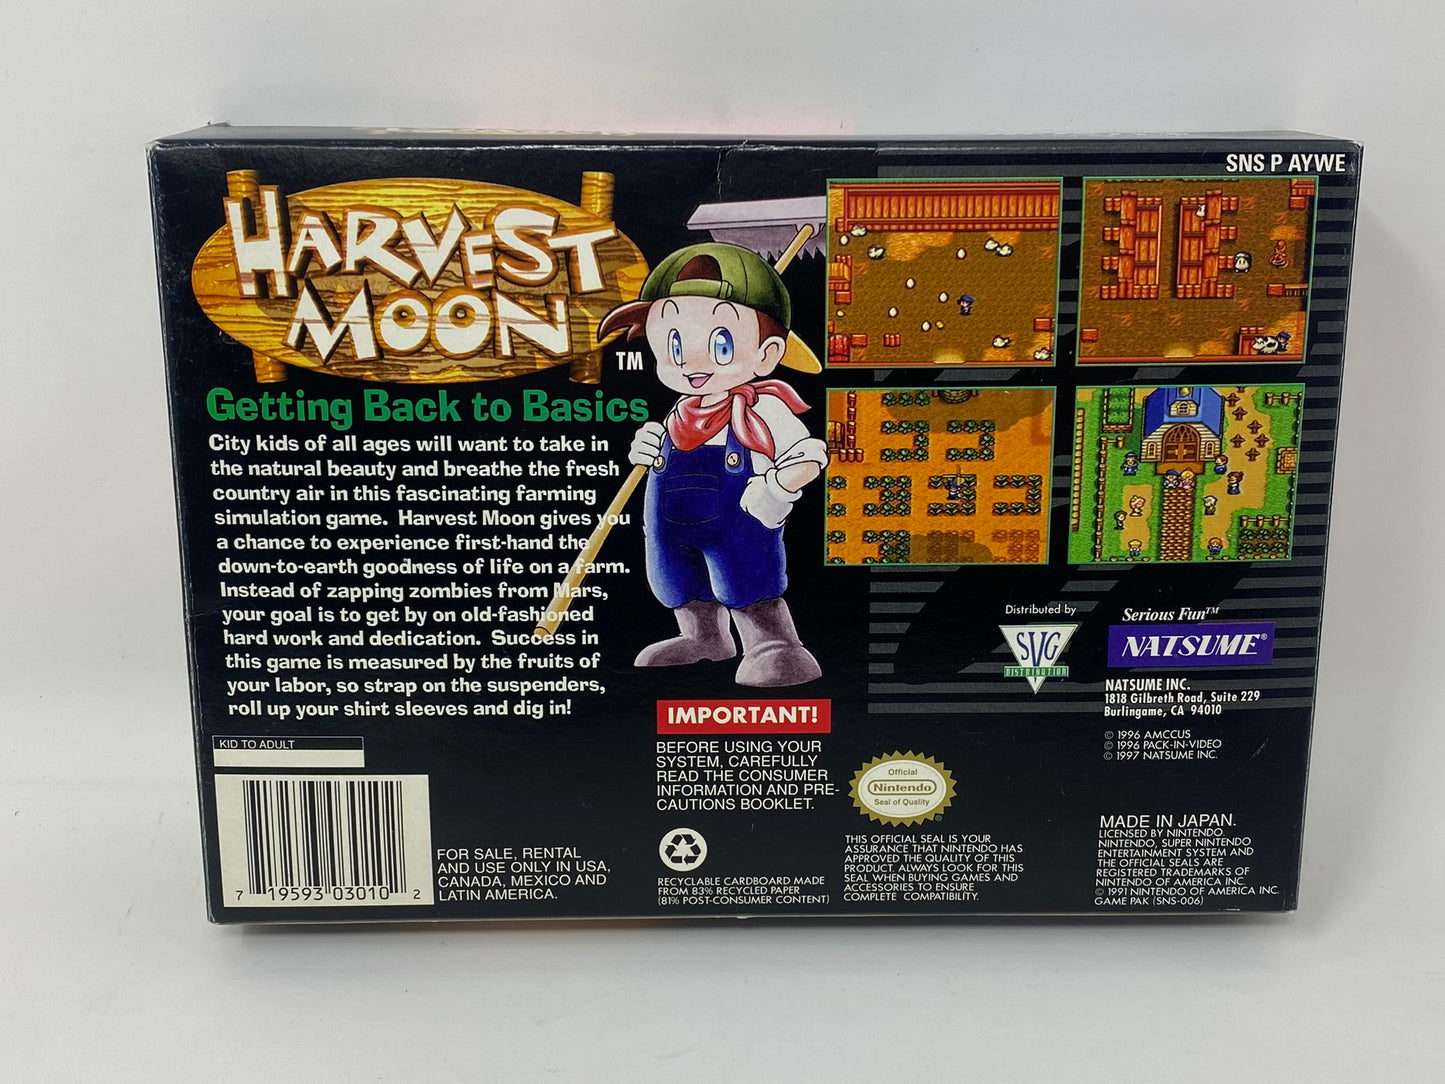 SNS P AYWE
HARVEST
MOON
TM
Getting Back to Basics
City kids of all ages will want to take in
the natural beauty and breathe the fresh
country air in this fascinating farming
simulation game. Harvest Moon gives you
a chance to experience first-hand the
down-to-earth goodness of life on a farm.
Instead of zapping zombies from Mars,
your goal is to get by on old-fashioned
hard work and dedication. Success in
this game is measured by the fruits of
your labor, so strap on the suspenders,
roll up your shirt sleeves and dig in!
KID TO ADULT
7 19593 03010 2
FOR SALE, RENTAL
AND USE ONLY IN USA,
CANADA, MEXICO AND
LATIN AMERICA.
IMPORTANT!
BEFORE USING YOUR
SYSTEM, CAREFULLY
READ THE CONSUMER
INFORMATION AND PRE-
CAUTIONS BOOKLET.
RECYCLABLE CARDBOARD MADE
FROM 83% RECYCLED PAPER
(81% POST-CONSUMER CONTENT)
Official
Nintendo
Seal of Quality
®
THIS OFFICIAL SEAL IS YOUR
ASSURANCE THAT NINTENDO HAS
APPROVED THE QUALITY OF THIS
PRODUCT. ALWAYS LOOK FOR THIS
SEAL WHEN BUYING GAMES AND
ACCESSORIES TO ENSURE
COMPLETE COMPATIBILITY.
Distributed by
SVG
DISTRIBUTION
Serious Fun™
NATSUME®
NATSUME INC.
1818 Gilbreth Road, Suite 229
Burlingame, CA 94010
© 1996 AMCCUS
© 1996 PACK-IN-VIDEO
© 1997 NATSUME INC.
MADE IN JAPAN.
LICENSED BY NINTENDO.
NINTENDO, SUPER NINTENDO
ENTERTAINMENT SYSTEM AND
THE OFFICIAL SEALS ARE
REGISTERED TRADEMARKS OF
NINTENDO OF AMERICA INC.
© 1991 NINTENDO OF AMERICA INC.
GAME PAK (SNS-006)